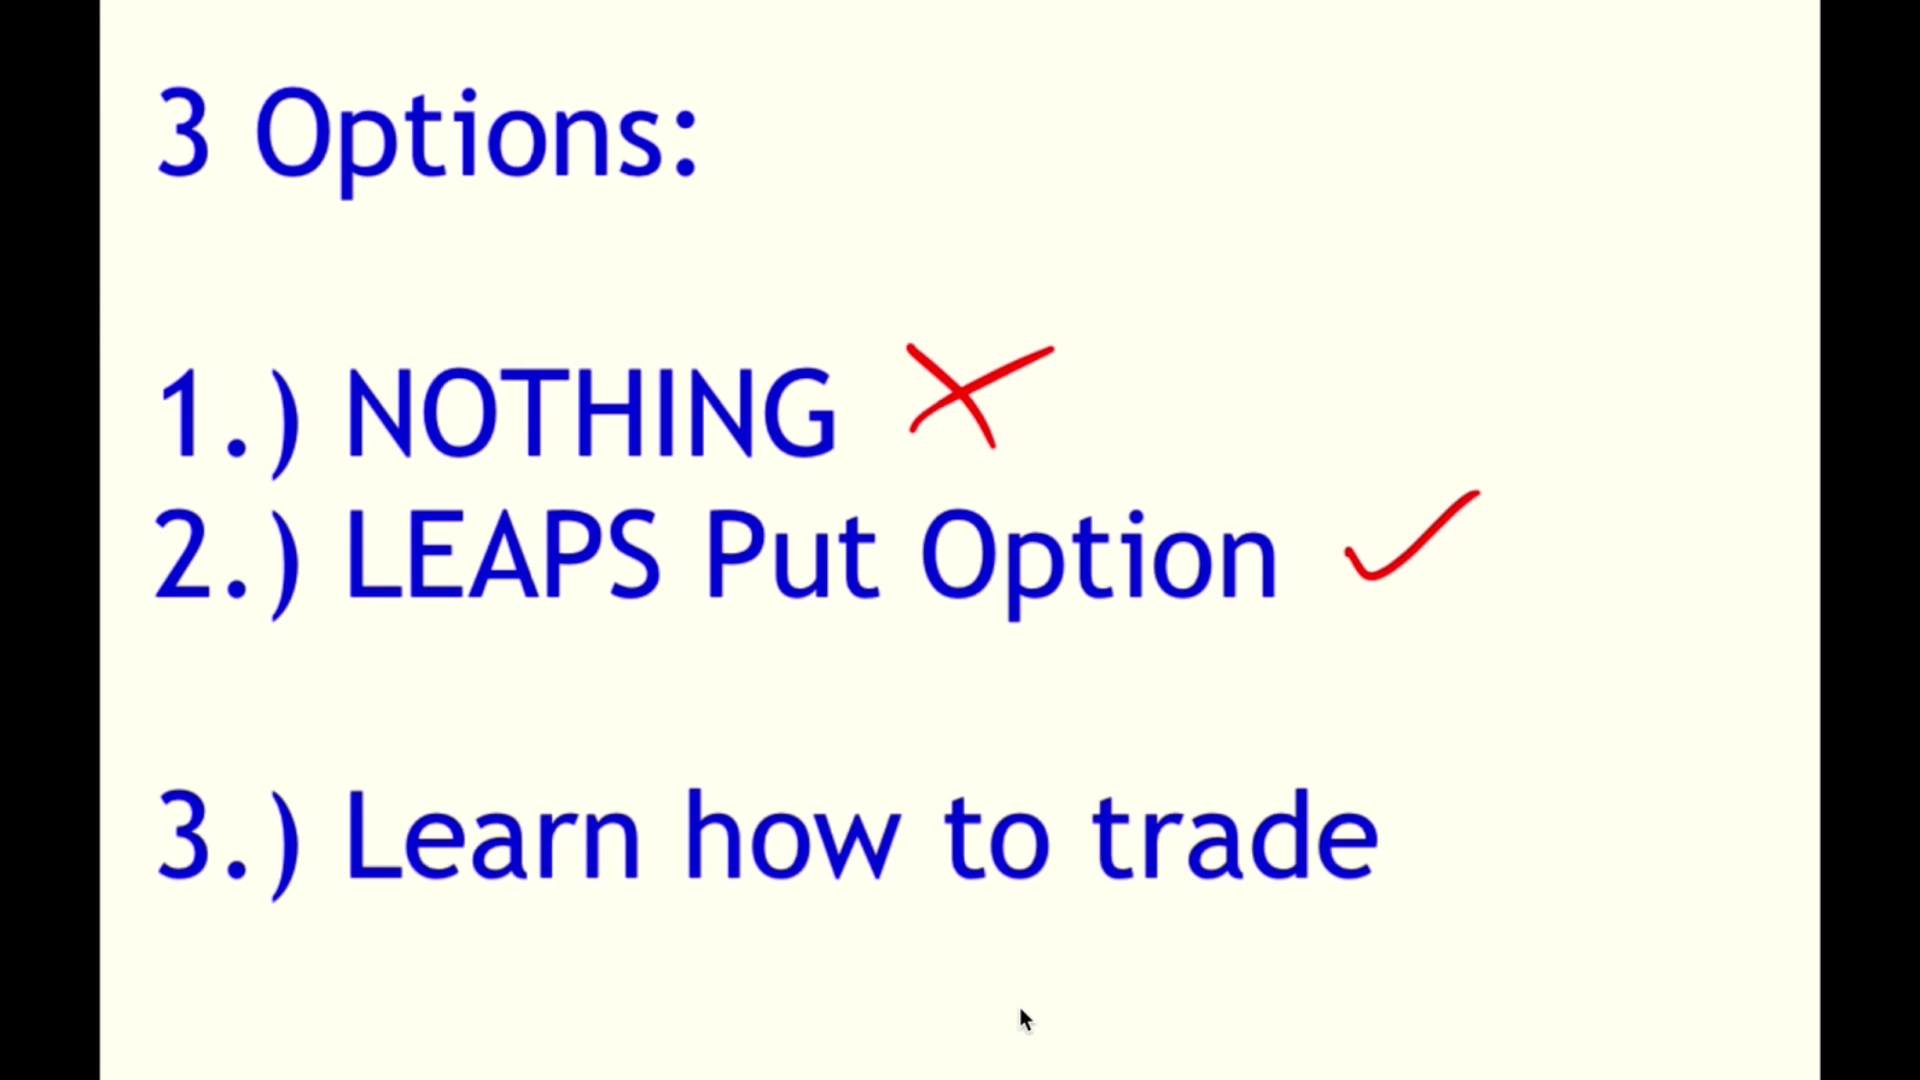 3 Options:
1.) NOTHING
2.) LEAPS Put Option
3.) Learn how to trade